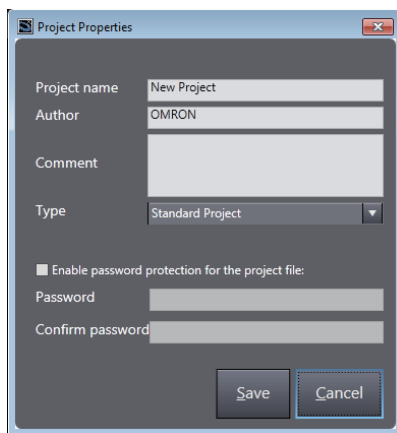 Project Properties
Project name New Project
Author OMRON
Comment
Type Standard Project
Enable password protection for the project file:
Password
Confirm password
Save Cancel